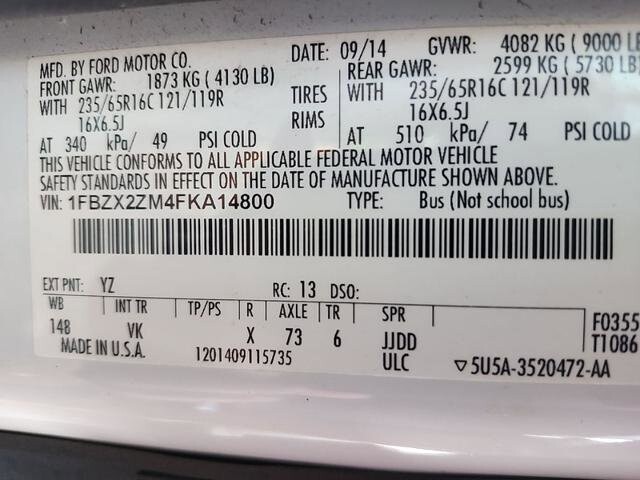 MFD. BY FORD MOTOR CO. DATE: 09/14 GVWR: 4082 KG ( 9000 LB
FRONT GAWR: 1873 KG ( 4130 LB) REAR GAWR: 2599 KG ( 5730 LB)
WITH 235/65R16C 121/119R TIRES WITH 235/65R16C 121/119R
16X6.5J RIMS 16X6.5J
AT 340 kPa/ 49 PSI COLD AT 510 kPa/ 74 PSI COLD
THIS VEHICLE CONFORMS TO ALL APPLICABLE FEDERAL MOTOR VEHICLE
SAFETY STANDARDS IN EFFECT ON THE DATE OF MANUFACTURE SHOWN ABOVE.
VIN: 1FBZX2ZM4FKA14800 TYPE: Bus (Not school bus)
EXT PNT: YZ RC: 13 DSO:
WB INT TR TP/PS R AXLE TR SPR F0355
148 VK X 73 6 JJDD T1086
MADE IN U.S.A. 1201409115735 ULC ▽5U5A-3520472-AA